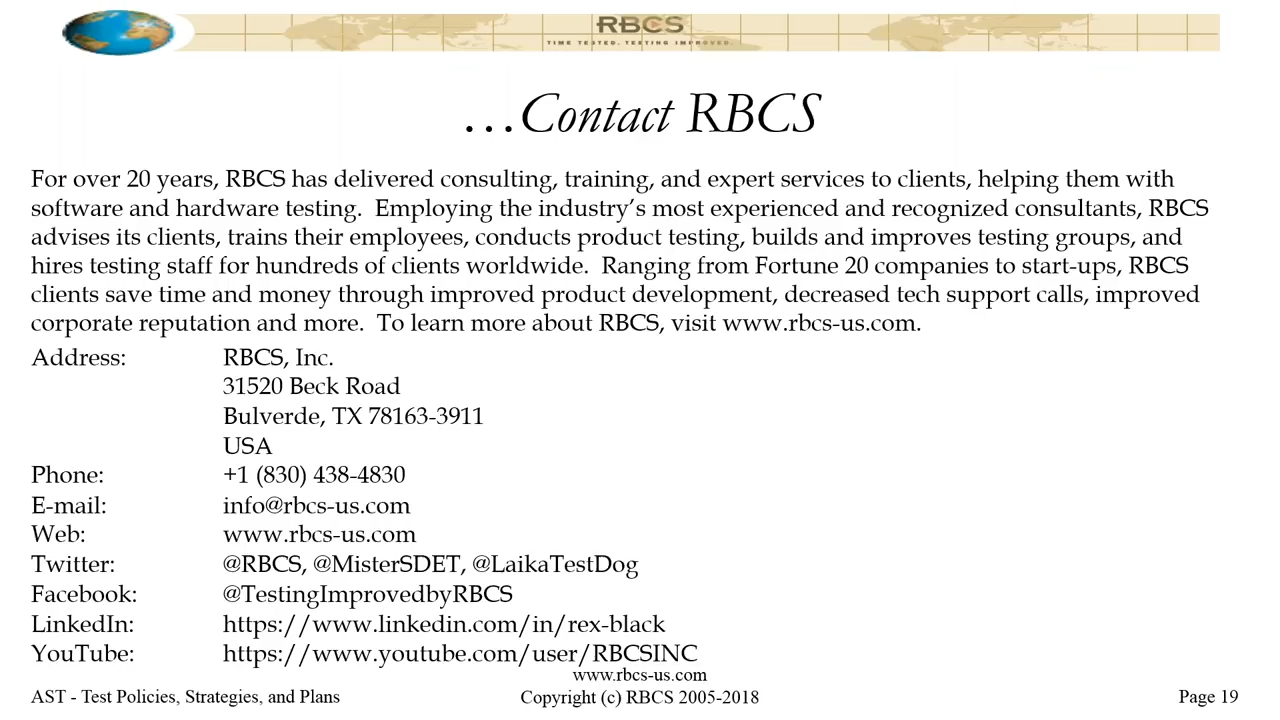 RBCS
TIME TESTED. TESTING IMPROVED.
…Contact RBCS
For over 20 years, RBCS has delivered consulting, training, and expert services to clients, helping them with
software and hardware testing.  Employing the industry’s most experienced and recognized consultants, RBCS
advises its clients, trains their employees, conducts product testing, builds and improves testing groups, and
hires testing staff for hundreds of clients worldwide.  Ranging from Fortune 20 companies to start-ups, RBCS
clients save time and money through improved product development, decreased tech support calls, improved
corporate reputation and more.  To learn more about RBCS, visit www.rbcs-us.com.
Address: RBCS, Inc.
31520 Beck Road
Bulverde, TX 78163-3911
USA
Phone: +1 (830) 438-4830
E-mail: info@rbcs-us.com
Web: www.rbcs-us.com
Twitter: @RBCS, @MisterSDET, @LaikaTestDog
Facebook: @TestingImprovedbyRBCS
LinkedIn: https://www.linkedin.com/in/rex-black
YouTube: https://www.youtube.com/user/RBCSINC
www.rbcs-us.com
AST - Test Policies, Strategies, and Plans Copyright (c) RBCS 2005-2018 Page 19